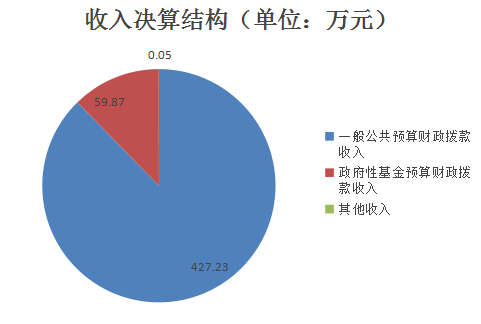 收入决算结构（单位：万元）
0.05
59.87
427.23
一般公共预算财政拨款
收入
政府性基金预算财政拨
款收入
其他收入